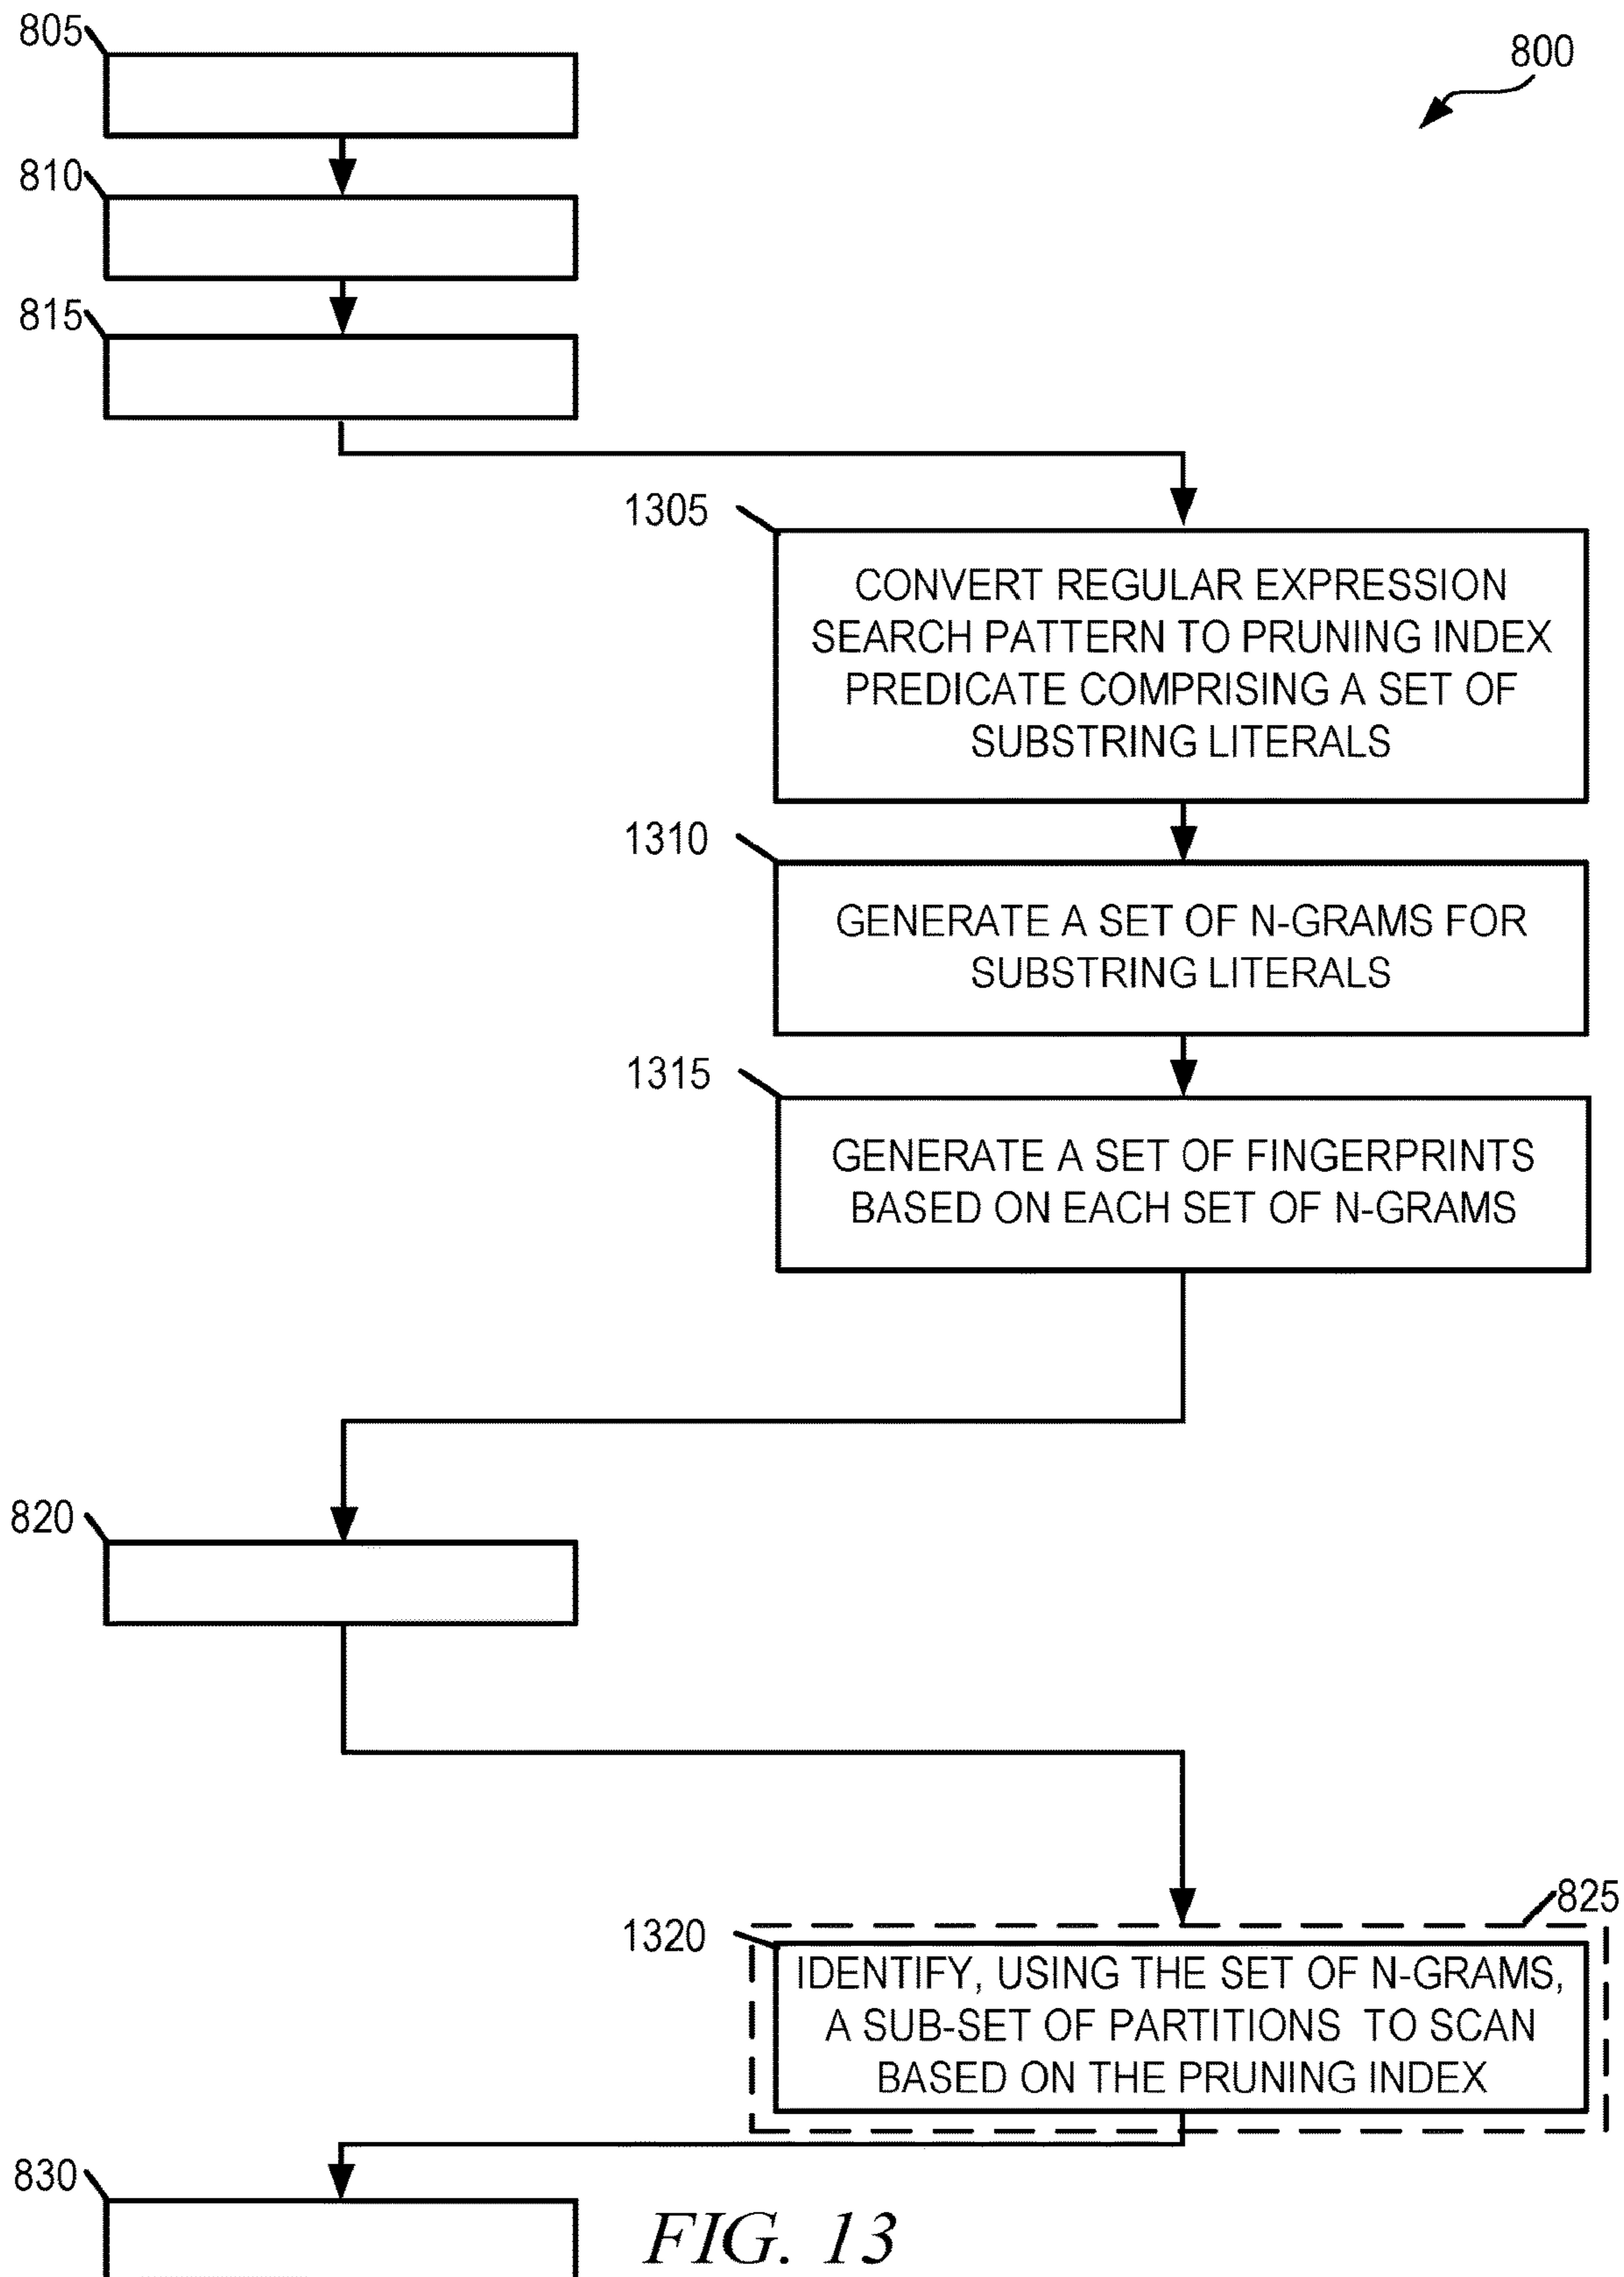 805
800
810
815
1305
CONVERT REGULAR EXPRESSION
SEARCH PATTERN TO PRUNING INDEX
PREDICATE COMPRISING A SET OF
SUBSTRING LITERALS
1310
GENERATE A SET OF N-GRAMS FOR
SUBSTRING LITERALS
1315
GENERATE A SET OF FINGERPRINTS
BASED ON EACH SET OF N-GRAMS
820
825
1320
IDENTIFY, USING THE SET OF N-GRAMS,
A SUB-SET OF PARTITIONS TO SCAN
BASED ON THE PRUNING INDEX
830
FIG. 13